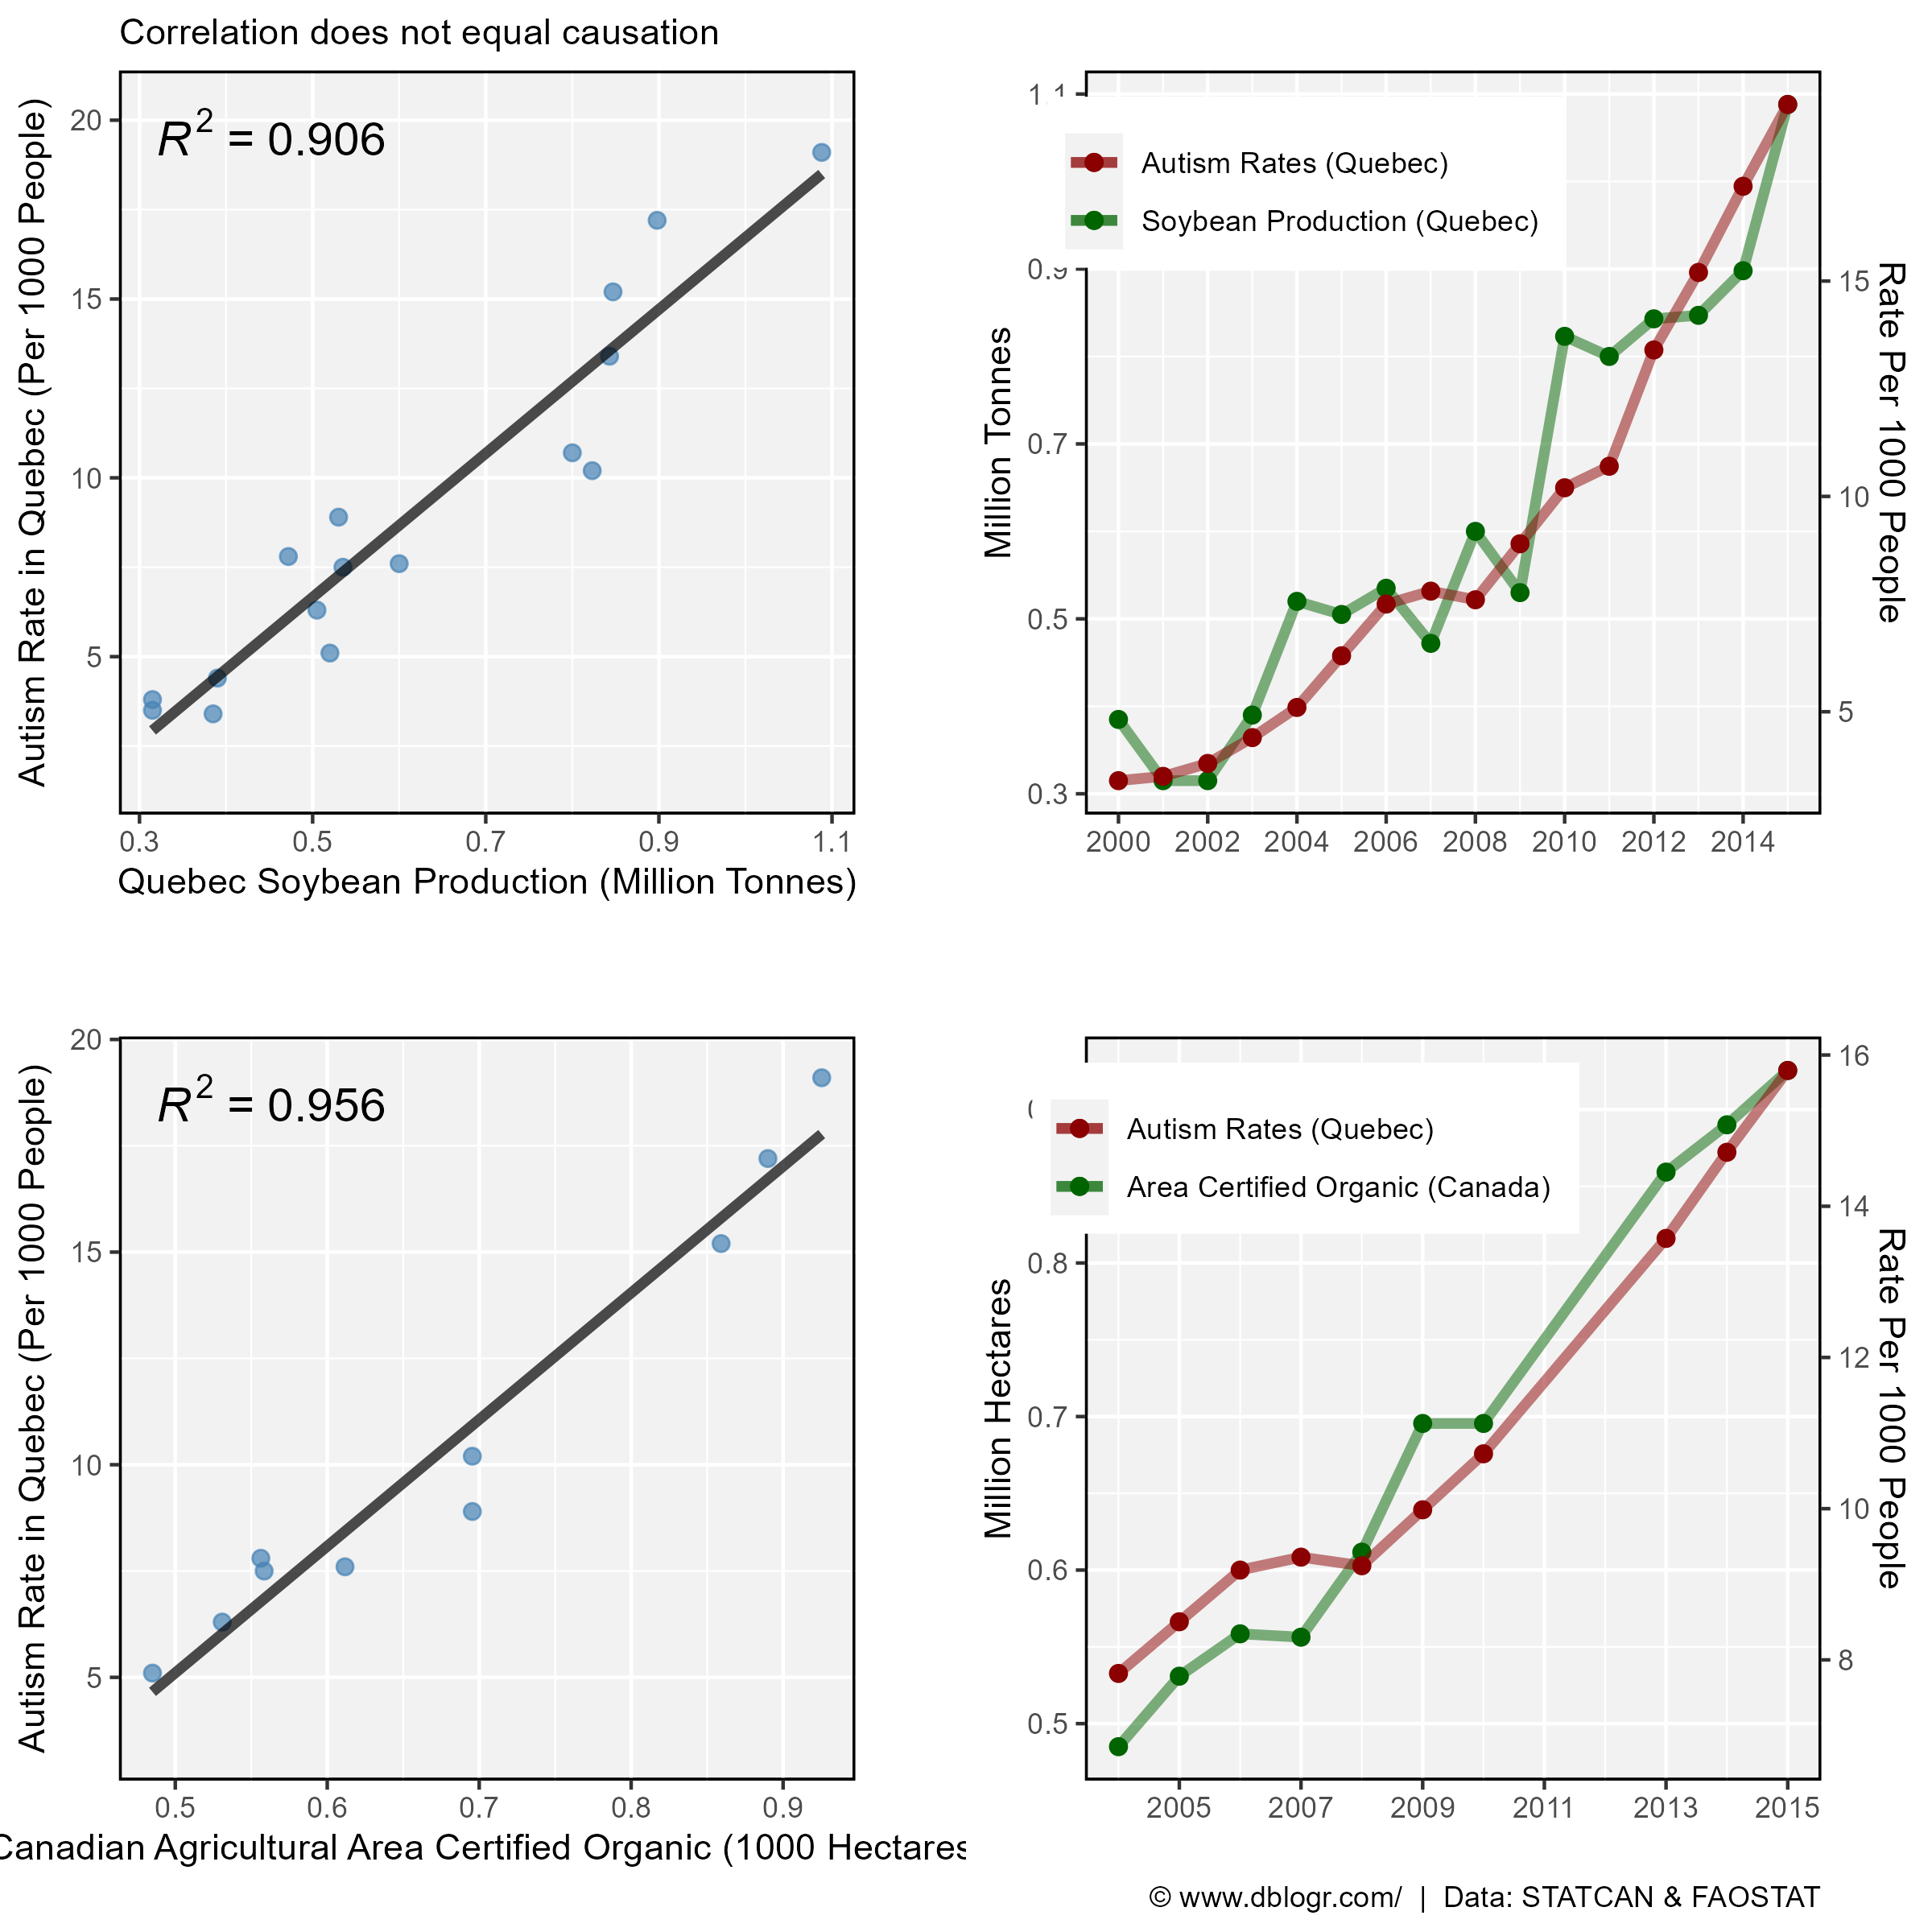 Correlation does not equal causation
Autism Rate in Quebec (Per 1000 People)
R² = 0.906
20
15
10
5
0.3 0.5 0.7 0.9 1.1
Quebec Soybean Production (Million Tonnes)
Million Tonnes
1.1
0.9
0.7
0.5
0.3
Autism Rates (Quebec)
Soybean Production (Quebec)
15
10
5
Rate Per 1000 People
2000 2002 2004 2006 2008 2010 2012 2014
Autism Rate in Quebec (Per 1000 People)
R² = 0.956
20
15
10
5
0.5 0.6 0.7 0.8 0.9
Canadian Agricultural Area Certified Organic (1000 Hectares
Million Hectares
0.8
0.7
0.6
0.5
Autism Rates (Quebec)
Area Certified Organic (Canada)
16
14
12
10
8
Rate Per 1000 People
2005 2007 2009 2011 2013 2015
© www.dblogr.com/ | Data: STATCAN & FAOSTAT